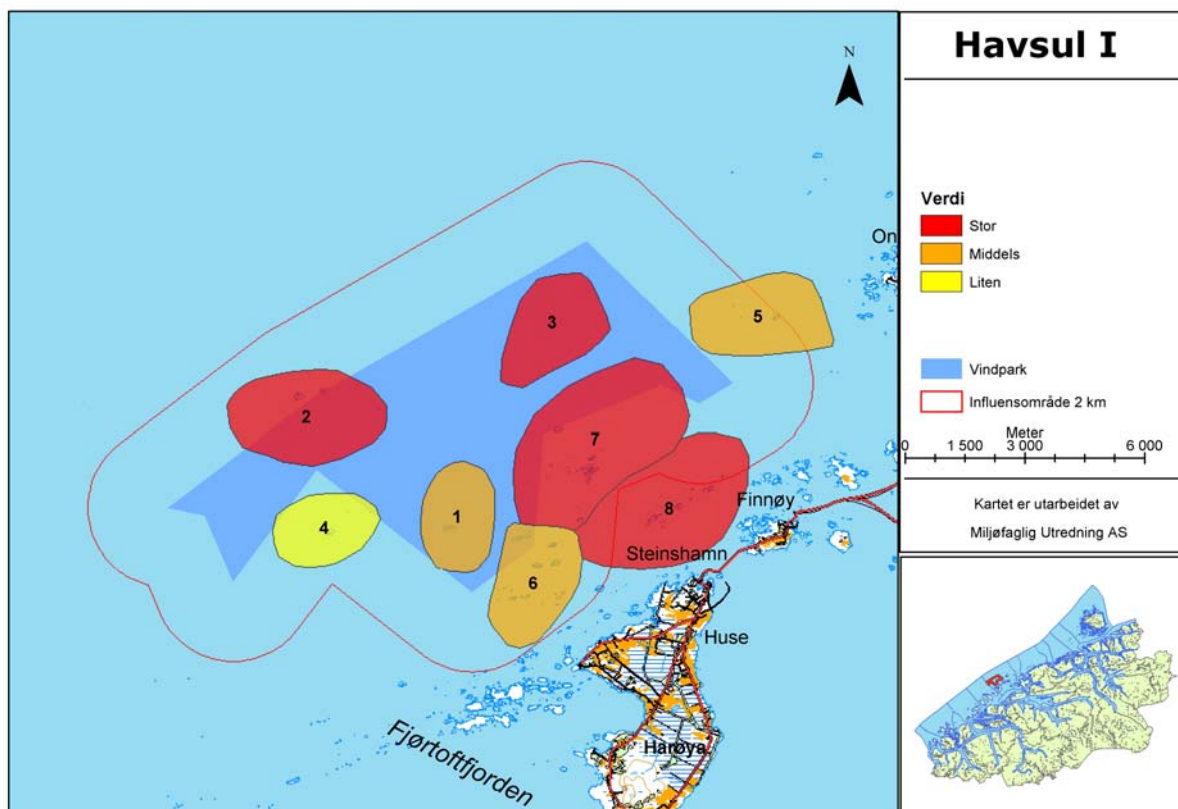 Havsul I
N
Verdi
Stor
Middels
Liten
Vindpark
Influensområde 2 km
Meter
0 1 500 3 000 6 000
Kartet er utarbeidet av
Miljøfaglig Utredning AS
On
3
5
2
7
8
4
1
6
Finnøy
Steinshamn
Huse
Harøya
Fjørtoftfjorden